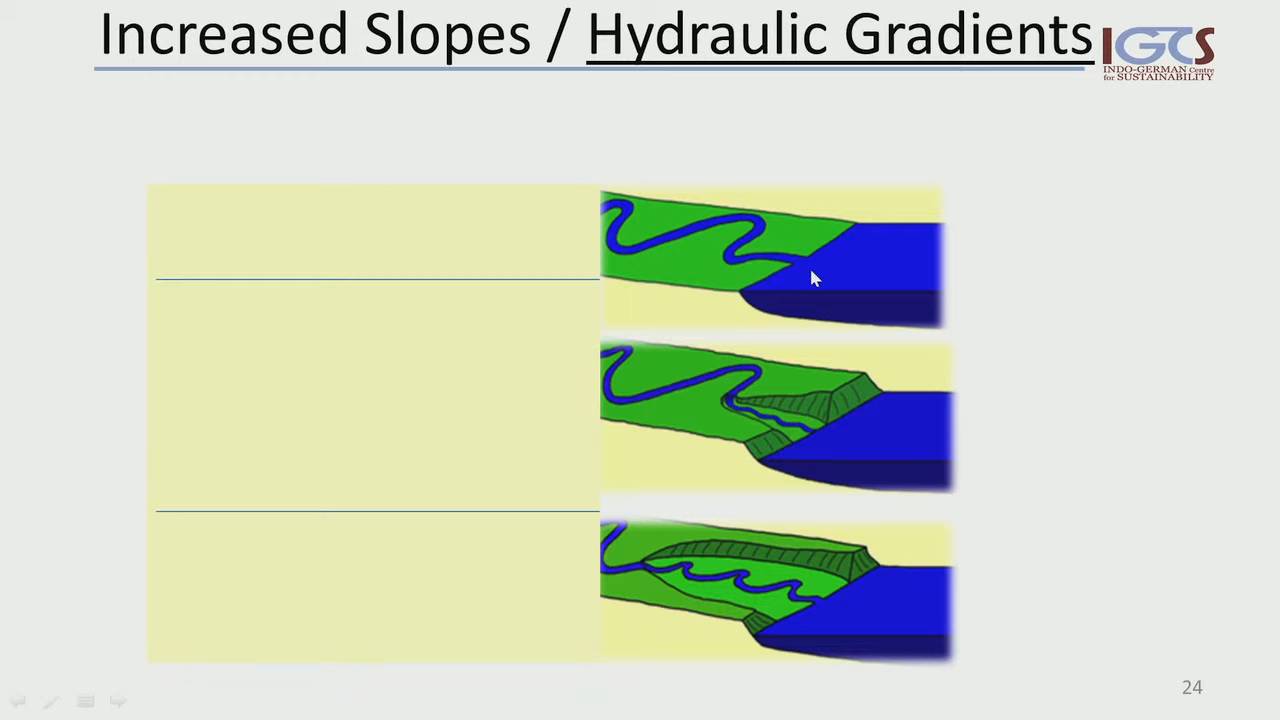 Increased Slopes / Hydraulic Gradients
IGCS
INDO-GERMAN Centre
for SUSTAINABILITY
24